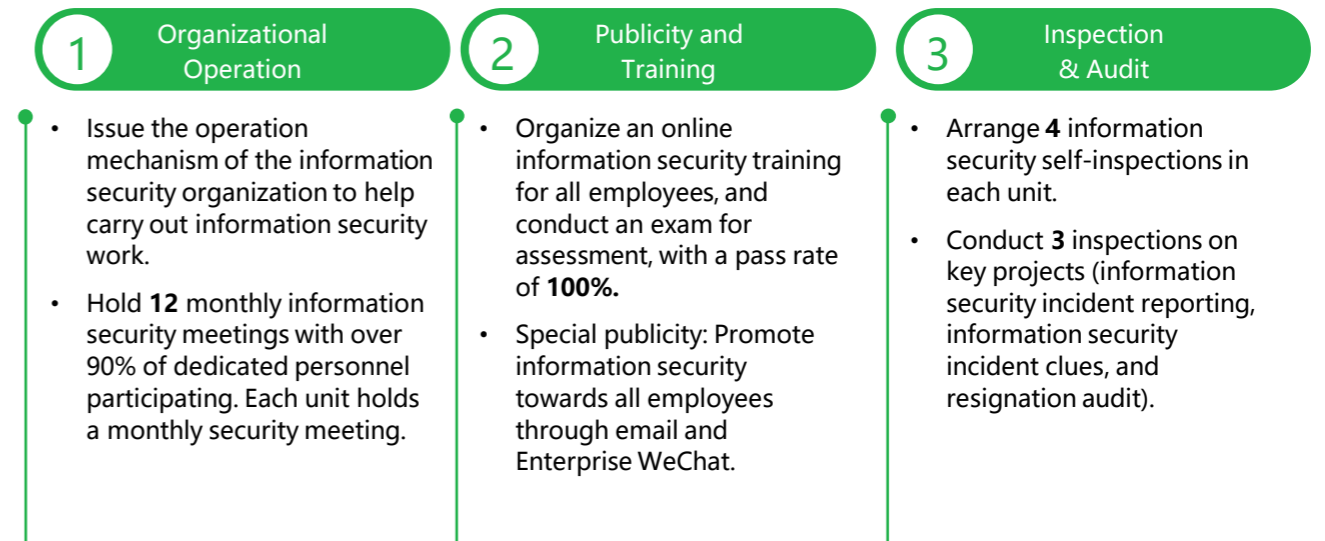 1
Organizational
Operation
• Issue the operation
mechanism of the information
security organization to help
carry out information security
work.
• Hold 12 monthly information
security meetings with over
90% of dedicated personnel
participating. Each unit holds
a monthly security meeting.
2
Publicity and
Training
• Organize an online
information security training
for all employees, and
conduct an exam for
assessment, with a pass rate
of 100%.
• Special publicity: Promote
information security
towards all employees
through email and
Enterprise WeChat.
3
Inspection
& Audit
• Arrange 4 information
security self-inspections in
each unit.
• Conduct 3 inspections on
key projects (information
security incident reporting,
information security
incident clues, and
resignation audit).